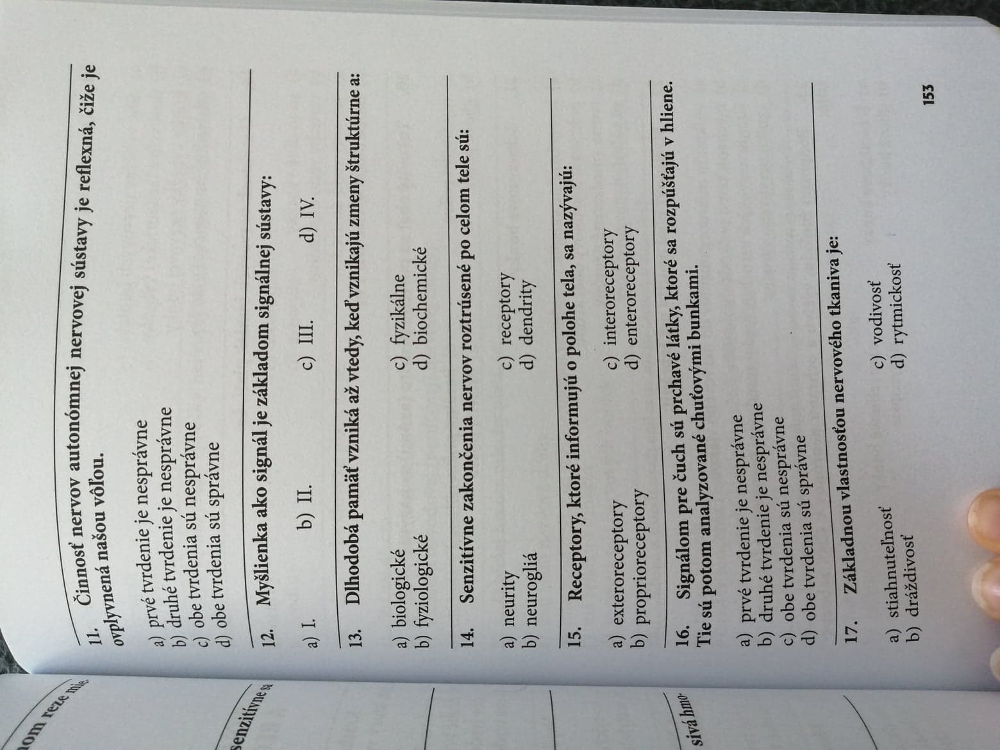 nom reze
mie
senzitívne sa
sivá hmo-
11. Činnosť nervov autonómnej nervovej sústavy je reflexná, čiže je
ovplyvnená našou vôľou.
a) prvé tvrdenie je nesprávne
b) druhé tvrdenie je nesprávne
c) obe tvrdenia sú nesprávne
d) obe tvrdenia sú správne
12. Myšlienka ako signál je základom signálnej sústavy:
a) I. b) II. c) III. d) IV.
13. Dlhodobá pamäť vzniká až vtedy, keď vznikajú zmeny štruktúrne a:
a) biologické c) fyzikálne
b) fyziologické d) biochemické
14. Senzitívne zakončenia nervov roztrúsené po celom tele sú:
a) neurity c) receptory
b) neurogliá d) dendrity
15. Receptory, ktoré informujú o polohe tela, sa nazývajú:
a) exteroreceptory c) interoreceptory
b) propriorecep­tory d) enteroreceptory
16. Signálom pre čuch sú prchavé látky, ktoré sa rozpúšťajú v hliene.
Tie sú potom analyzované chuťovými bunkami.
a) prvé tvrdenie je nesprávne
b) druhé tvrdenie je nesprávne
c) obe tvrdenia sú nesprávne
d) obe tvrdenia sú správne
17. Základnou vlastnosťou nervového tkaniva je:
a) stiahnuteľnosť c) vodivosť
b) dráždivosť d) rytmickosť
153